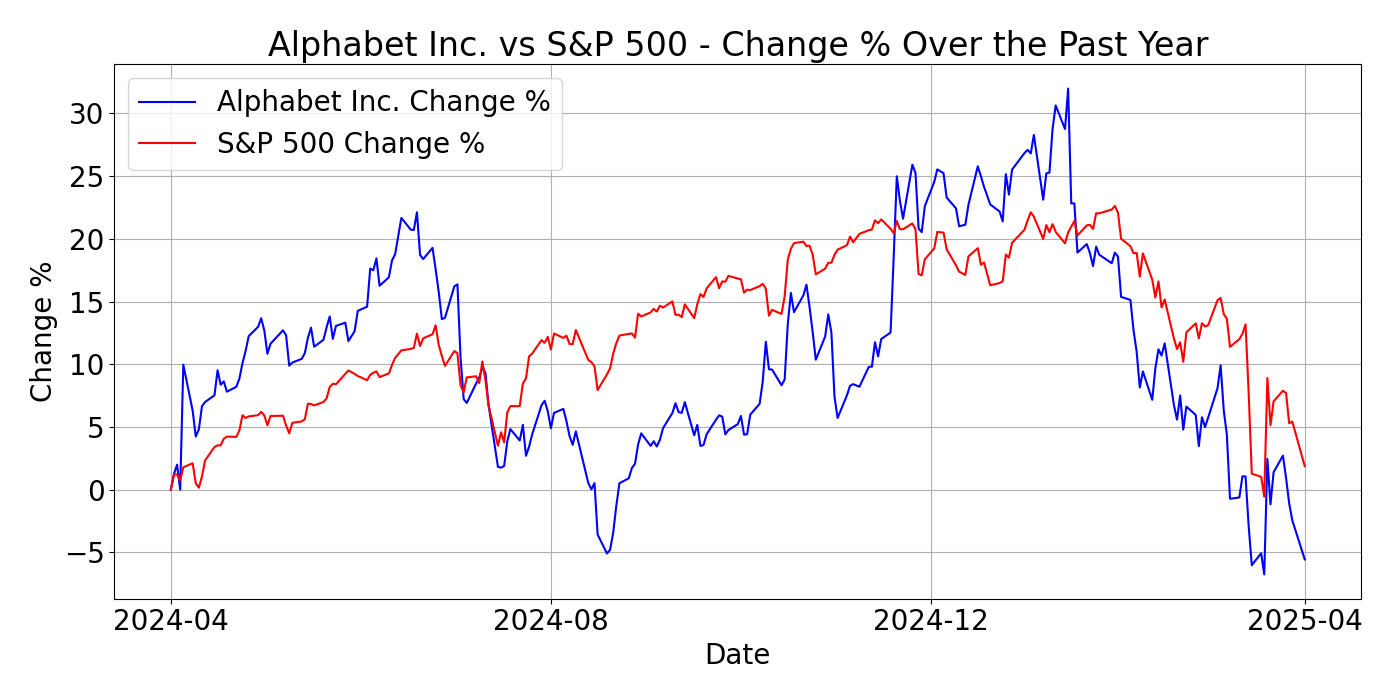 Alphabet Inc. vs S&P 500 - Change % Over the Past Year
Alphabet Inc. Change %
S&P 500 Change %
Change %
30
25
20
15
10
5
0
−5
2024-04 2024-08 2024-12 2025-04
Date